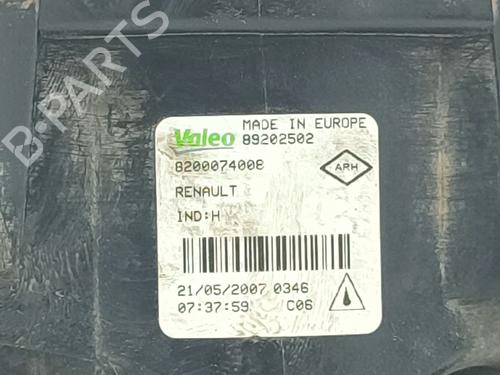 B-PARTS
Valeo MADE IN EUROPE
89202502
8200074008
ARH
RENAULT
IND:H
21/05/2007 0346
07:37:59 C06